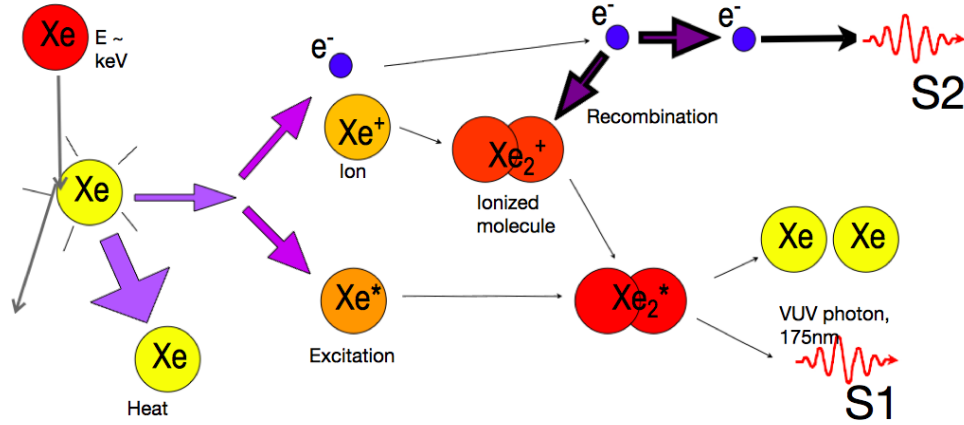 Xe
E ~
keV
e⁻
e⁻
e⁻
S2
Xe⁺
Ion
Recombination
Xe₂⁺
Ionized
molecule
Xe
Xe
Xe
Xe*
Excitation
Xe₂*
VUV photon,
175nm
S1
Xe
Heat